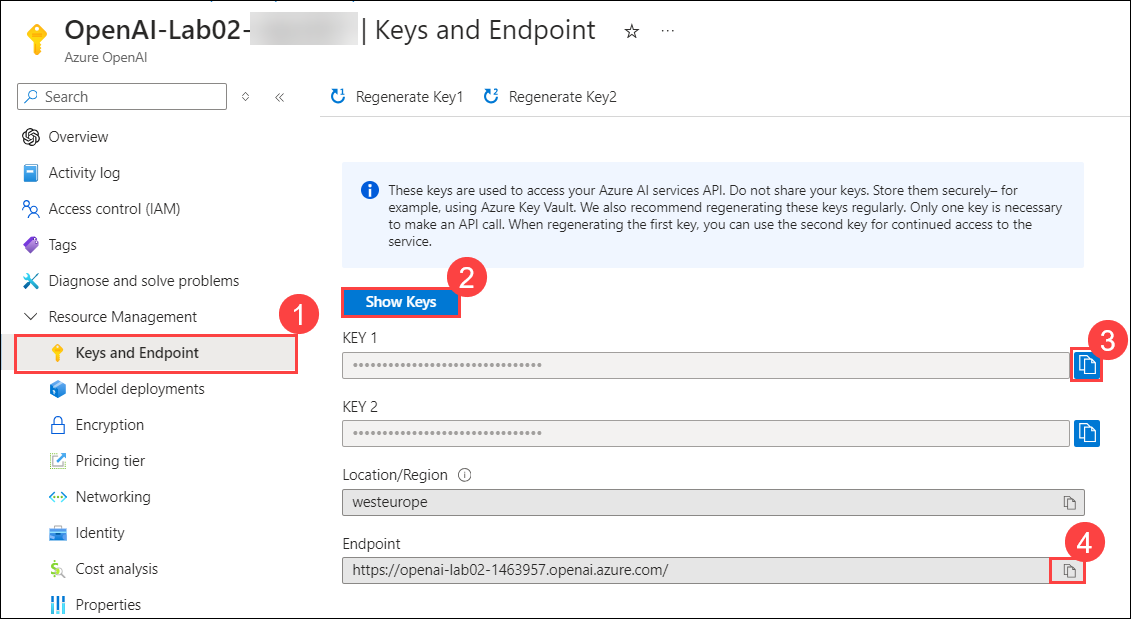 OpenAI-Lab02- | Keys and Endpoint
Azure OpenAI
Search
Regenerate Key1
Regenerate Key2
Overview
Activity log
Access control (IAM)
Tags
Diagnose and solve problems
Resource Management
1
Keys and Endpoint
Model deployments
Encryption
Pricing tier
Networking
Identity
Cost analysis
Properties
These keys are used to access your Azure AI services API. Do not share your keys. Store them securely– for
example, using Azure Key Vault. We also recommend regenerating these keys regularly. Only one key is necessary
to make an API call. When regenerating the first key, you can use the second key for continued access to the
service.
2
Show Keys
KEY 1
••••••••••••••••••••••••••••••••
3
KEY 2
••••••••••••••••••••••••••••••••
Location/Region
westeurope
Endpoint
https://openai-lab02-1463957.openai.azure.com/
4